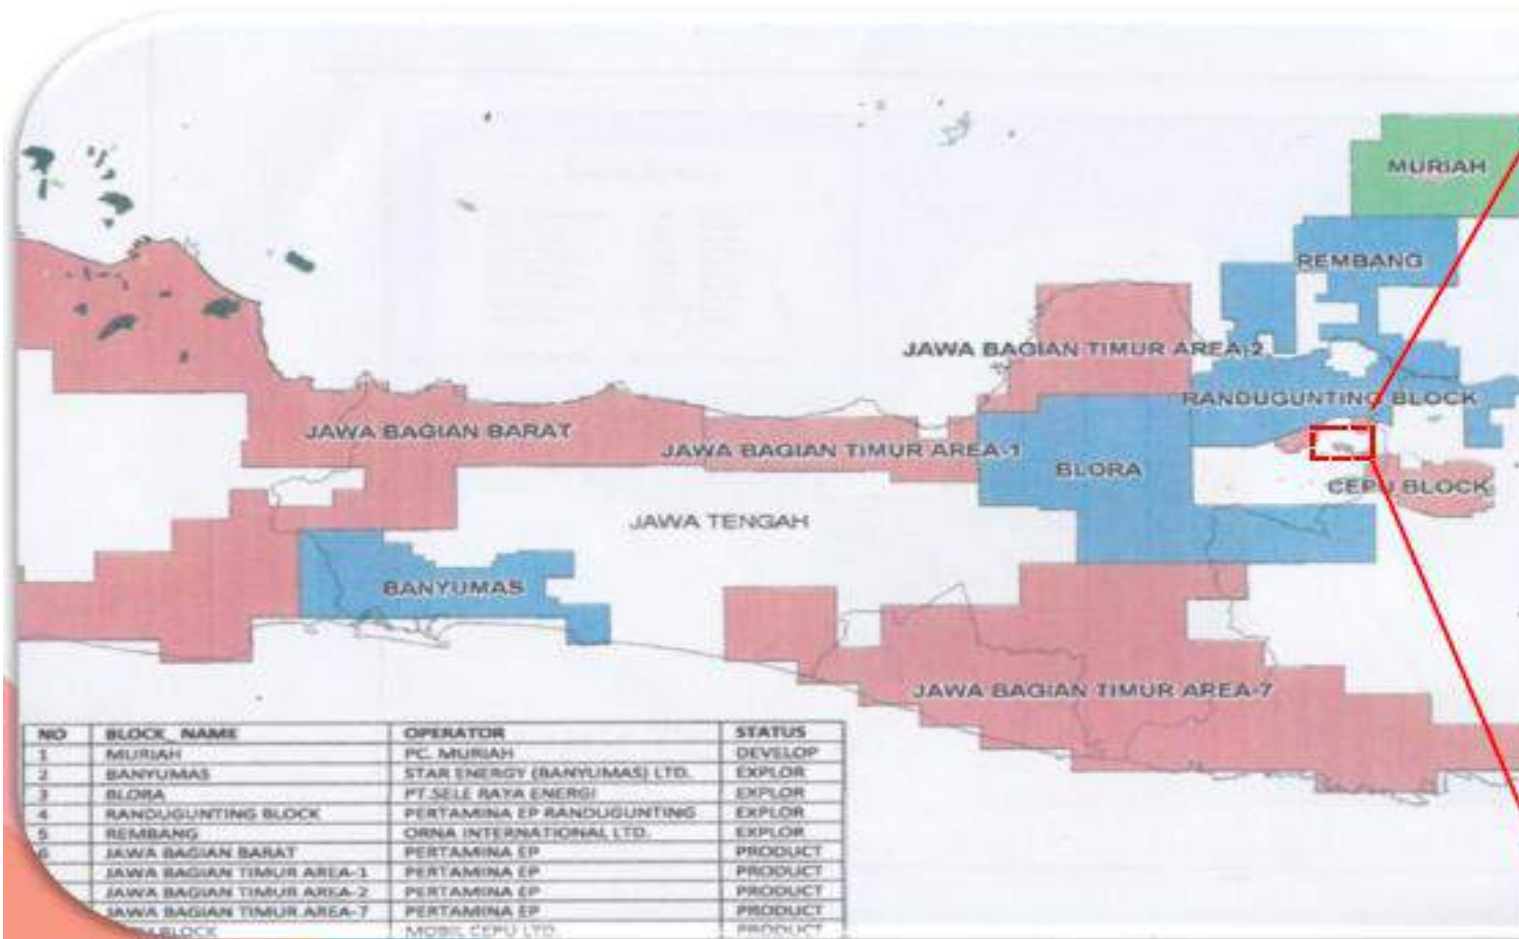 MURIAH
REMBANG
JAWA BAGIAN TIMUR AREA-2
RANDUGUNTING BLOCK
JAWA BAGIAN BARAT
JAWA BAGIAN TIMUR AREA-1
BLORA
CEPU BLOCK
JAWA TENGAH
BANYUMAS
JAWA BAGIAN TIMUR AREA-7
NO BLOCK_NAME OPERATOR STATUS
1 MURIAH PC. MURIAH DEVELOP
2 BANYUMAS STAR ENERGY (BANYUMAS) LTD. EXPLOR
3 BLORA PT.SELE RAYA ENERGI EXPLOR
4 RANDUGUNTING BLOCK PERTAMINA EP RANDUGUNTING EXPLOR
5 REMBANG ORNA INTERNATIONAL LTD. EXPLOR
6 JAWA BAGIAN BARAT PERTAMINA EP PRODUCT
JAWA BAGIAN TIMUR AREA-1 PERTAMINA EP PRODUCT
JAWA BAGIAN TIMUR AREA-2 PERTAMINA EP PRODUCT
JAWA BAGIAN TIMUR AREA-7 PERTAMINA EP PRODUCT
BLOCK MOBIL CEPU LTD. PRODUCT